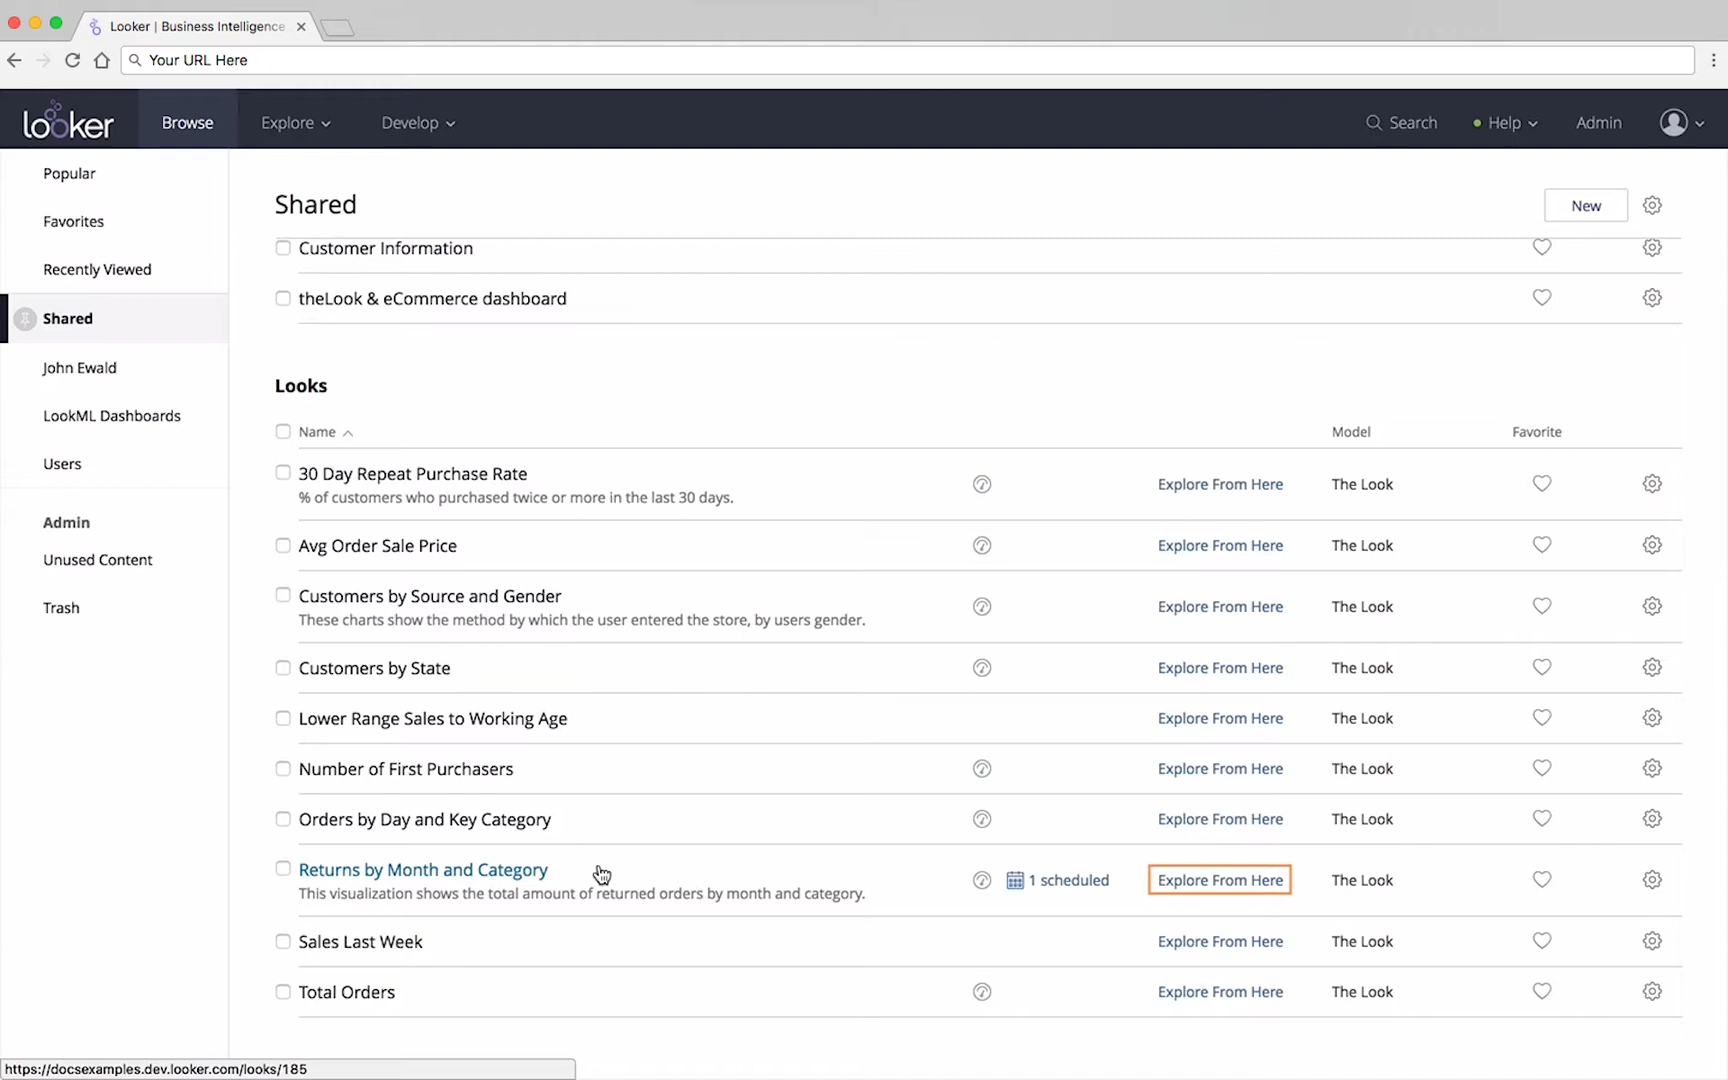 Looker | Business Intelligence
Your URL Here
looker Browse Explore Develop Search Help Admin
Popular
Favorites
Recently Viewed
Shared
John Ewald
LookML Dashboards
Users
Admin
Unused Content
Trash
Shared New
Customer Information
theLook & eCommerce dashboard
Looks
Name Model Favorite
30 Day Repeat Purchase Rate Explore From Here The Look
% of customers who purchased twice or more in the last 30 days.
Avg Order Sale Price Explore From Here The Look
Customers by Source and Gender Explore From Here The Look
These charts show the method by which the user entered the store, by users gender.
Customers by State Explore From Here The Look
Lower Range Sales to Working Age Explore From Here The Look
Number of First Purchasers Explore From Here The Look
Orders by Day and Key Category Explore From Here The Look
Returns by Month and Category 1 scheduled Explore From Here The Look
This visualization shows the total amount of returned orders by month and category.
Sales Last Week Explore From Here The Look
Total Orders Explore From Here The Look
https://docsexamples.dev.looker.com/looks/185